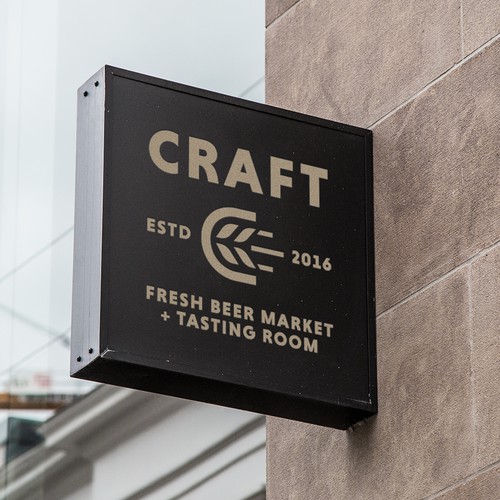 CRAFT
ESTD 2016
FRESH BEER MARKET
+ TASTING ROOM